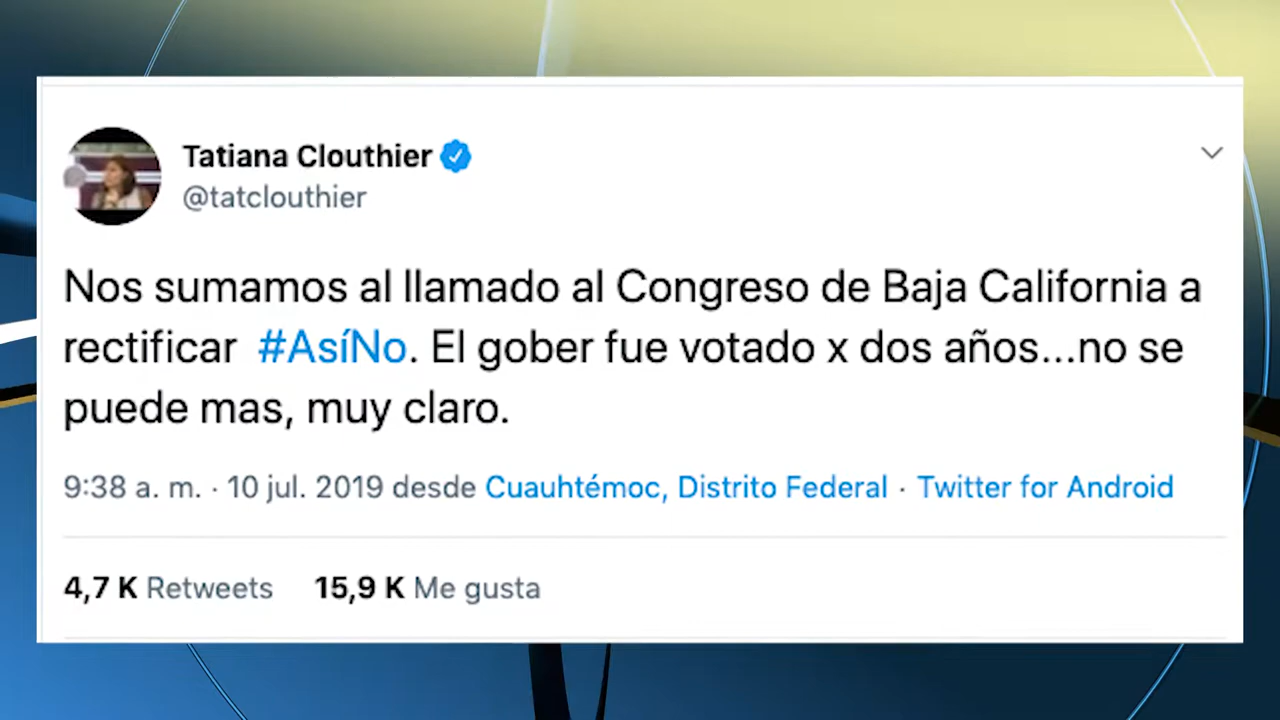 Tatiana Clouthier
@tatclouthier
Nos sumamos al llamado al Congreso de Baja California a
rectificar #AsíNo. El gober fue votado x dos años...no se
puede mas, muy claro.
9:38 a. m. · 10 jul. 2019 desde Cuauhtémoc, Distrito Federal · Twitter for Android
4,7 K Retweets 15,9 K Me gusta